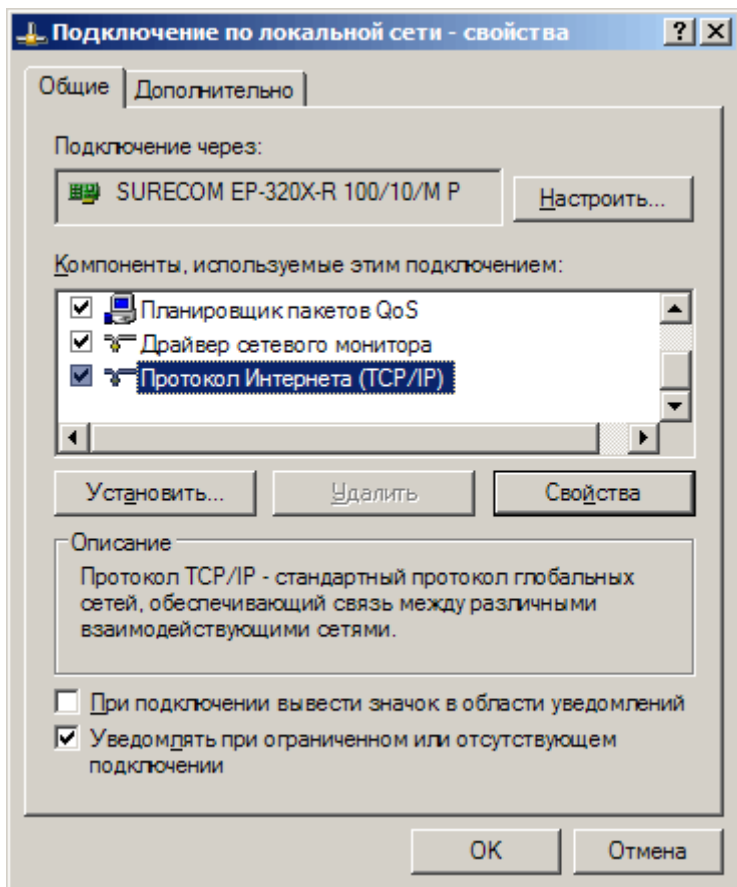 Подключение по локальной сети - свойства
Общие
Дополнительно
Подключение через:
SURECOM EP-320X-R 100/10/M P
Настроить...
Компоненты, используемые этим подключением:
Планировщик пакетов QoS
Драйвер сетевого монитора
Протокол Интернета (TCP/IP)
Установить...
Удалить
Свойства
Описание
Протокол TCP/IP - стандартный протокол глобальных
сетей, обеспечивающий связь между различными
взаимодействующими сетями.
При подключении вывести значок в области уведомлений
Уведомлять при ограниченном или отсутствующем
подключении
OK
Отмена